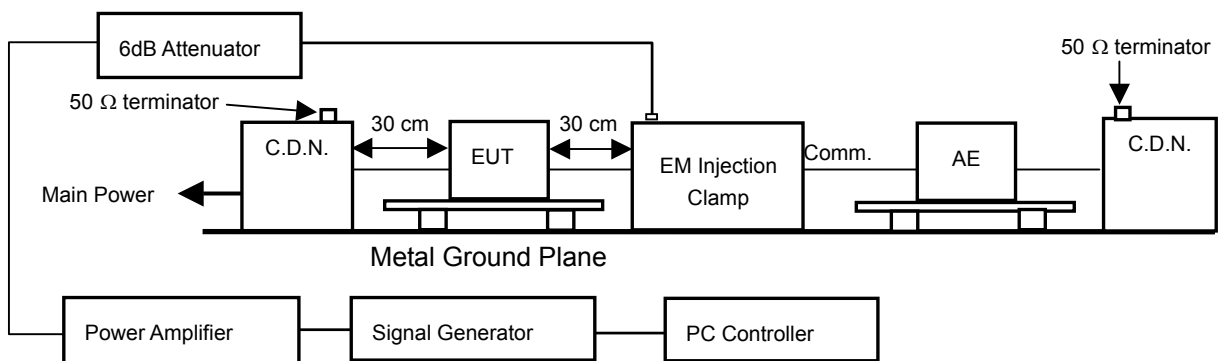 6dB Attenuator
50 Ω terminator
50 Ω terminator
30 cm
30 cm
C.D.N.
EUT
EM Injection
Clamp
Comm.
AE
C.D.N.
Main Power
Metal Ground Plane
Power Amplifier
Signal Generator
PC Controller